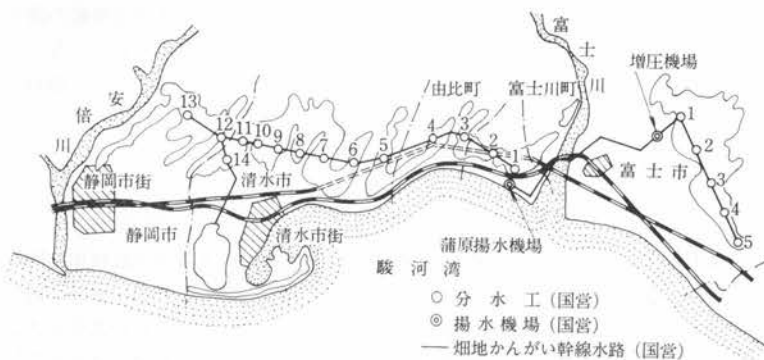 富士川
増圧機場
由比町
富士川町
安倍川
13
12
11
10
9
8
7
6
5
4
3
2
1
14
1
2
3
4
5
静岡市街
清水市
富士市
静岡市
清水市街
蒲原揚水機場
駿河湾
○ 分水工(国営)
◎ 揚水機場(国営)
— 畑地かんがい幹線水路(国営)